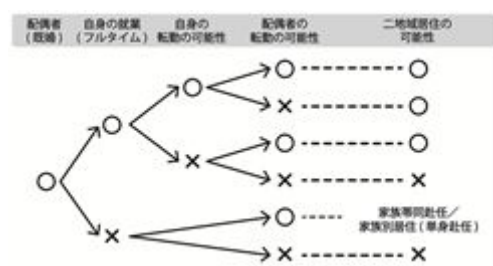 配偶者 自身の就業 自身の 配偶者の 二地域居住の
(既婚) (フルタイム) 転勤の可能性 転勤の可能性 可能性
○ ○
○ × ○
○ ○ ○
× × ×
○
○ 家族帯同赴任/
家族別居住(単身赴任)
× × ×